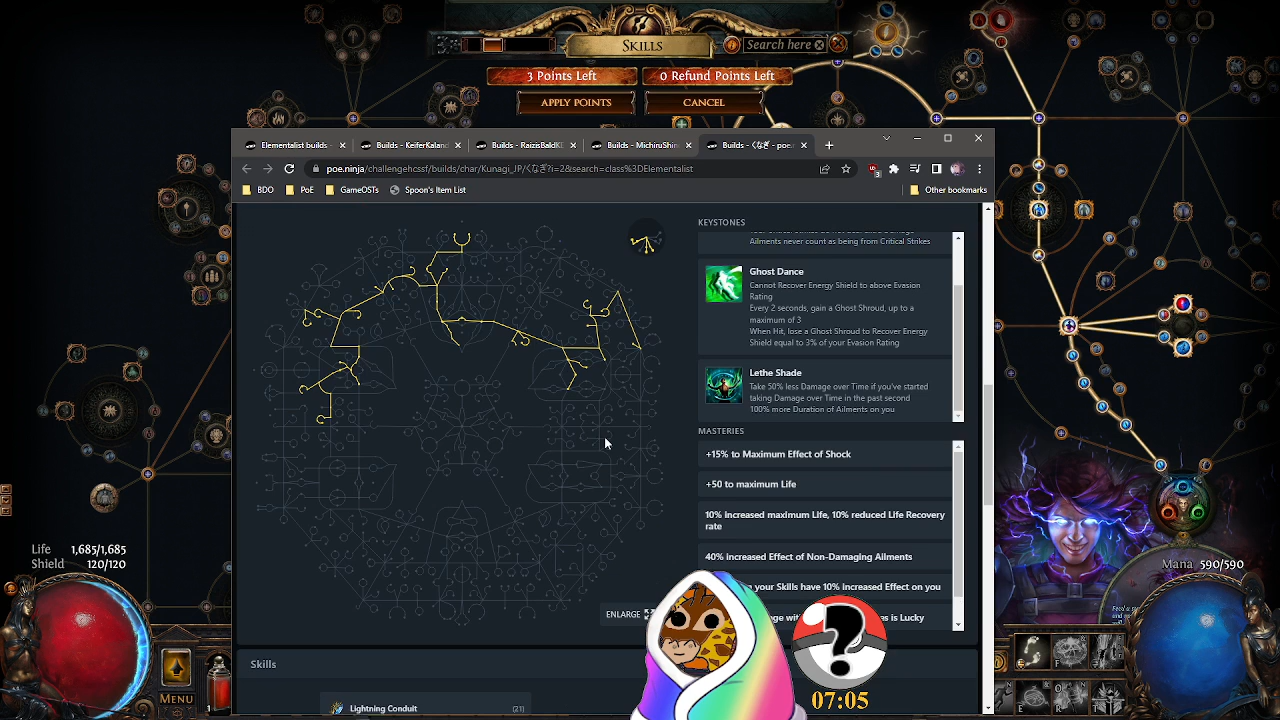 SKILLS
Search here
3 Points Left
0 Refund Points Left
APPLY POINTS
CANCEL
Elementalist builds -
Builds - KeiferKaland
Builds - RaizisBaldKI
Builds - MichiruShin
Builds - くなぎ - poe.
poe.ninja/challengehcssf/builds/char/Kunagi_JP/くなぎ?i=2&search=class%3DElementalist
BDO
PoE
GameOSTs
Spoon's Item List
Other bookmarks
KEYSTONES
Ailments never count as being from Critical Strikes
Ghost Dance
Cannot Recover Energy Shield to above Evasion
Rating
Every 2 seconds, gain a Ghost Shroud, up to a
maximum of 3
When Hit, lose a Ghost Shroud to Recover Energy
Shield equal to 3% of your Evasion Rating
Lethe Shade
Take 50% less Damage over Time if you've started
taking Damage over Time in the past second
100% more Duration of Ailments on you
MASTERIES
+15% to Maximum Effect of Shock
+50 to maximum Life
10% increased maximum Life, 10% reduced Life Recovery
rate
40% increased Effect of Non-Damaging Ailments
your Skills have 10% increased Effect on you
is Lucky
ENLARGE
Skills
Lightning Conduit
(21)
Life 1,685/1,685
Shield 120/120
MENU
Mana 590/590
07:05